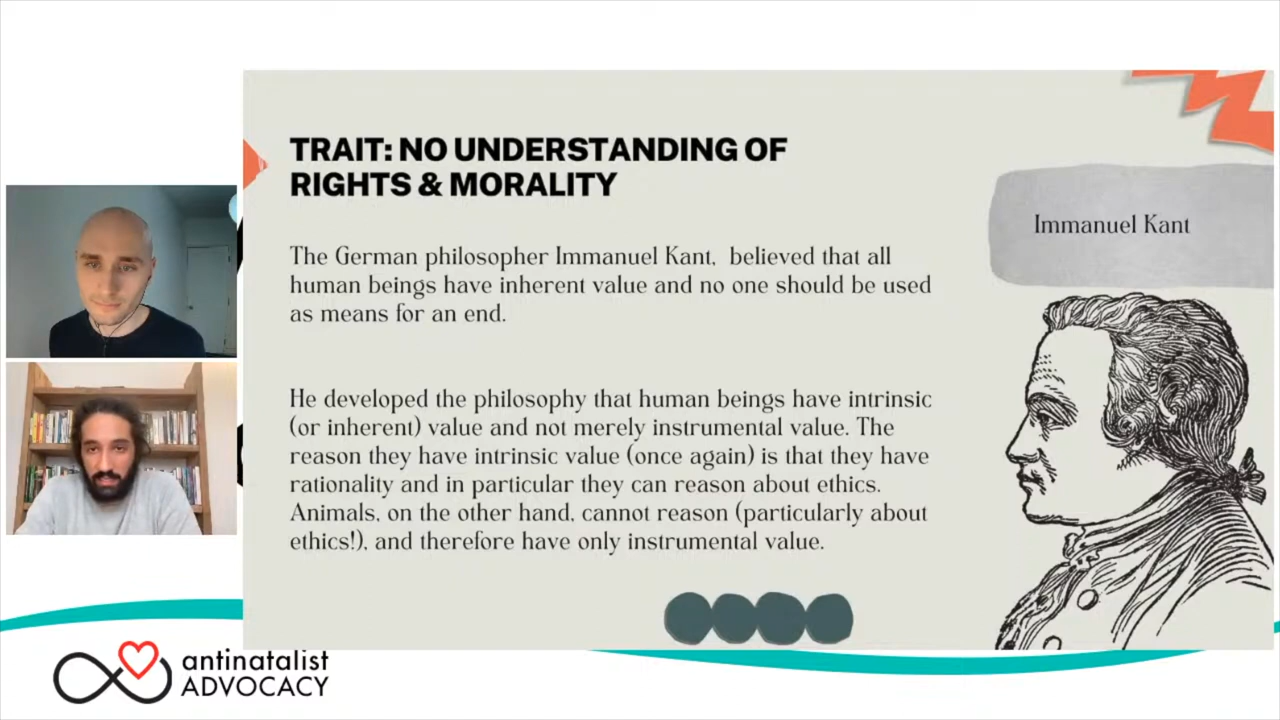 TRAIT: NO UNDERSTANDING OF
RIGHTS & MORALITY
Immanuel Kant
The German philosopher Immanuel Kant, believed that all
human beings have inherent value and no one should be used
as means for an end.
He developed the philosophy that human beings have intrinsic
(or inherent) value and not merely instrumental value. The
reason they have intrinsic value (once again) is that they have
rationality and in particular they can reason about ethics.
Animals, on the other hand, cannot reason (particularly about
ethics!), and therefore have only instrumental value.
antinatalist
ADVOCACY